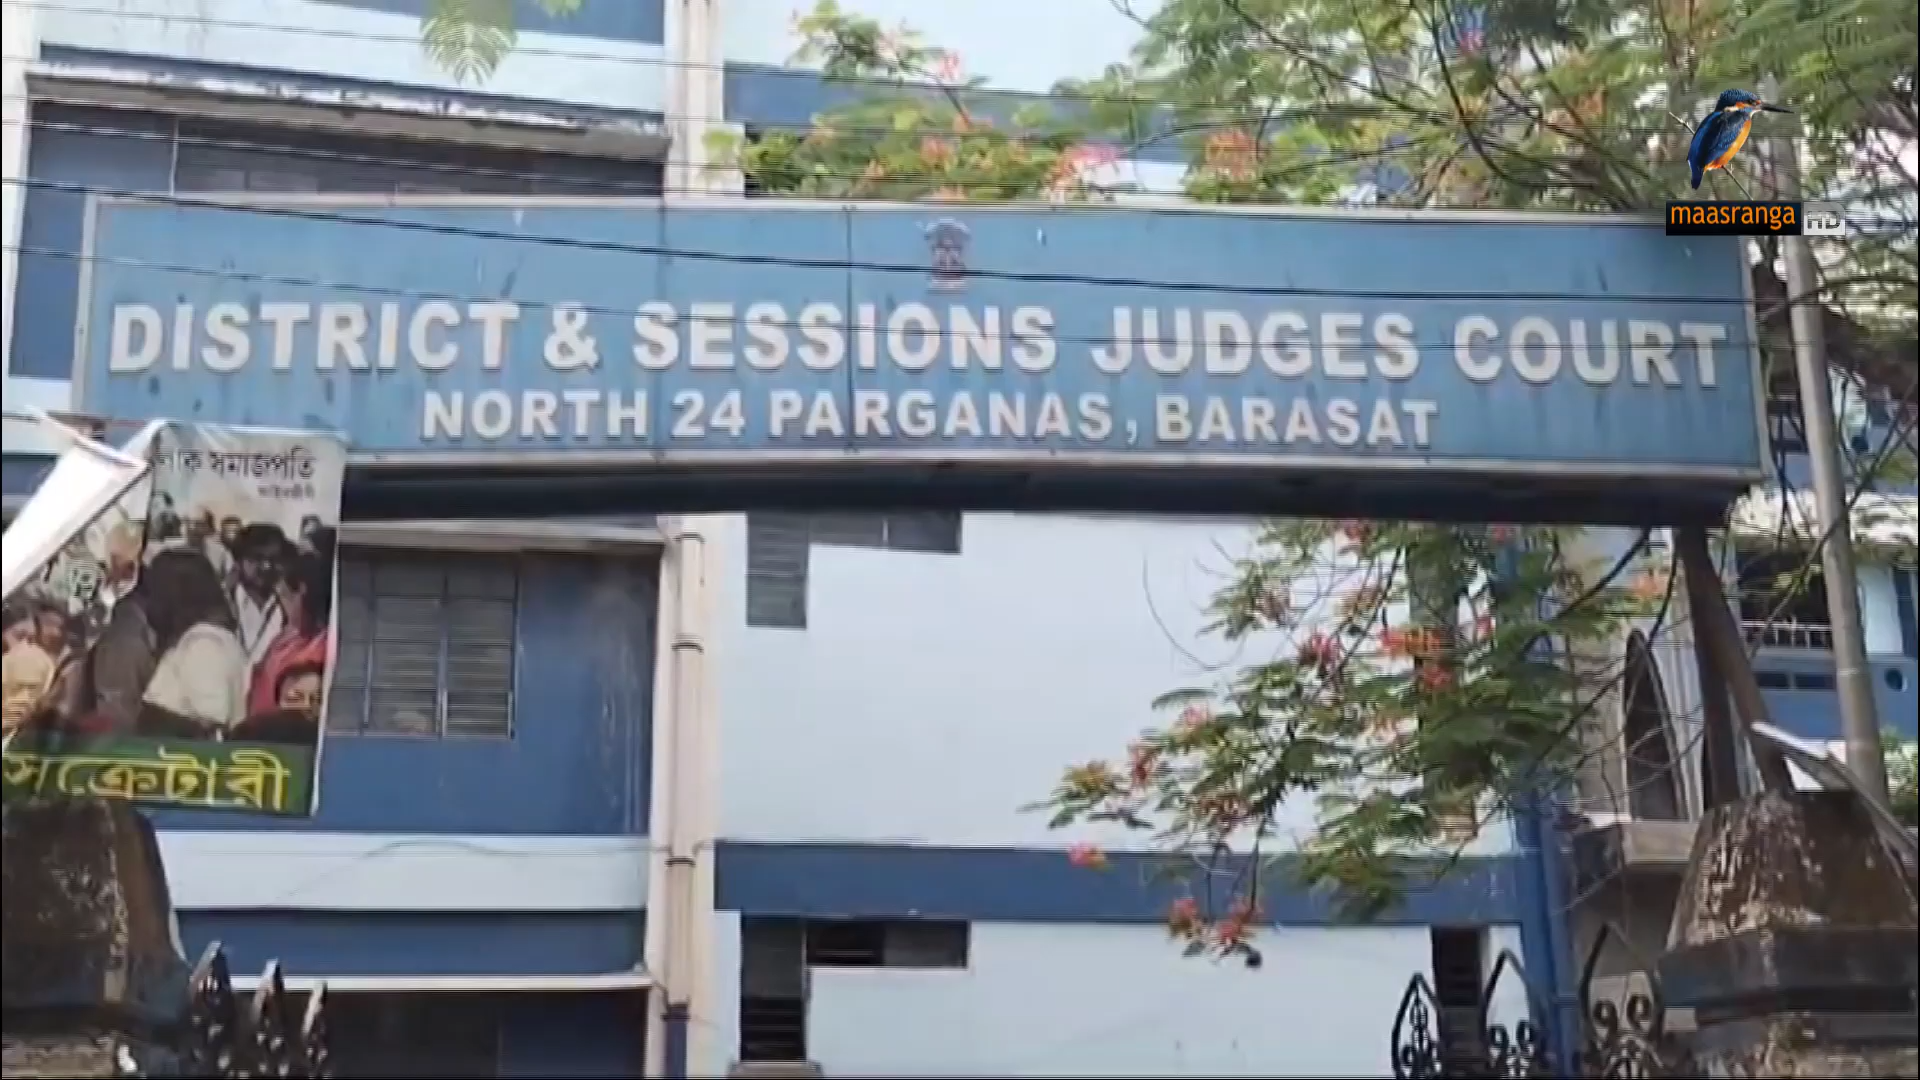 maasranga
HD
DISTRICT & SESSIONS JUDGES COURT
NORTH 24 PARGANAS, BARASAT
সমাজপতি
সেক্রেটারী